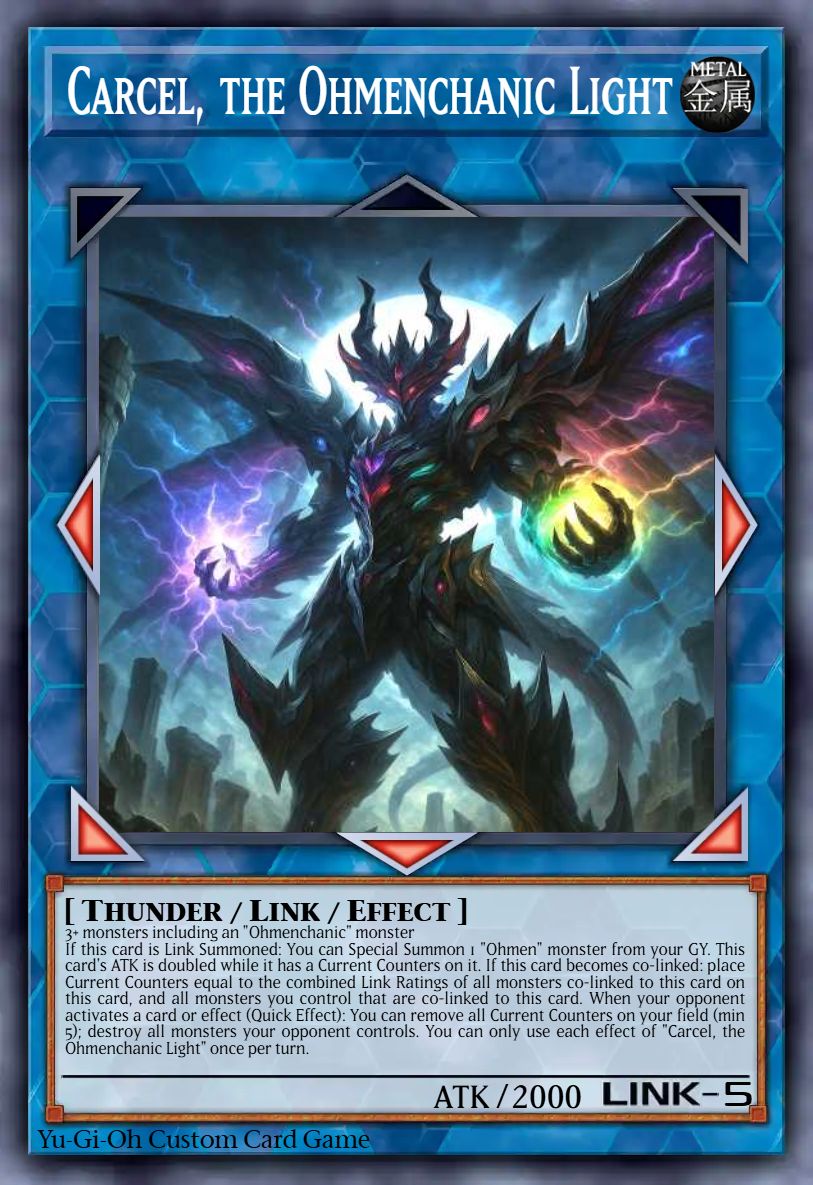 Carcel, the Ohmenchanic Light
METAL
金属
[ Thunder / Link / Effect ]
3+ monsters including an "Ohmenchanic" monster
If this card is Link Summoned: You can Special Summon 1 "Ohmen" monster from your GY. This
card's ATK is doubled while it has a Current Counters on it. If this card becomes co-linked: place
Current Counters equal to the combined Link Ratings of all monsters co-linked to this card on
this card, and all monsters you control that are co-linked to this card. When your opponent
activates a card or effect (Quick Effect): You can remove all Current Counters on your field (min
5); destroy all monsters your opponent controls. You can only use each effect of "Carcel, the
Ohmenchanic Light" once per turn.
ATK/2000 LINK-5
Yu-Gi-Oh Custom Card Game